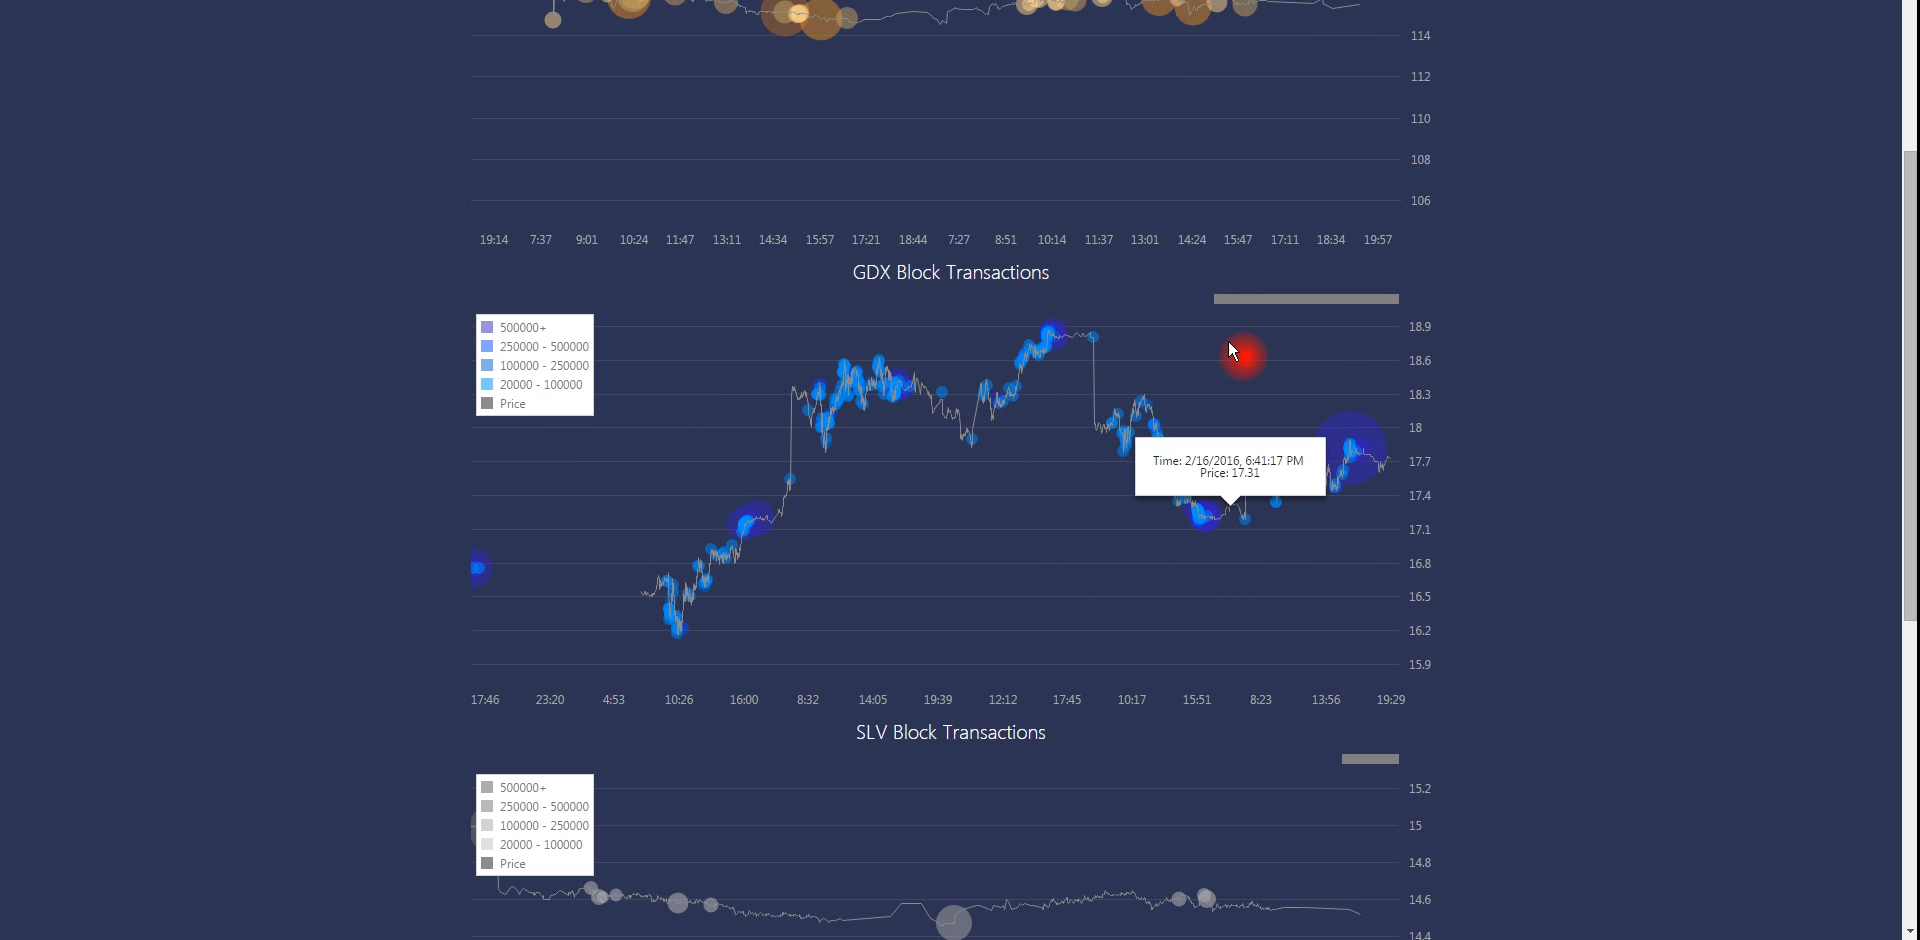 114
112
110
108
106
19:14 7:37 9:01 10:24 11:47 13:11 14:34 15:57 17:21 18:44 7:27 8:51 10:14 11:37 13:01 14:24 15:47 17:11 18:34 19:57
GDX Block Transactions
500000+
250000 - 500000
100000 - 250000
20000 - 100000
Price
18.9
18.6
18.3
18
17.7
17.4
17.1
16.8
16.5
16.2
15.9
Time: 2/16/2016, 6:41:17 PM
Price: 17.31
17:46 23:20 4:53 10:26 16:00 8:32 14:05 19:39 12:12 17:45 10:17 15:51 8:23 13:56 19:29
SLV Block Transactions
500000+
250000 - 500000
100000 - 250000
20000 - 100000
Price
15.2
15
14.8
14.6
14.4